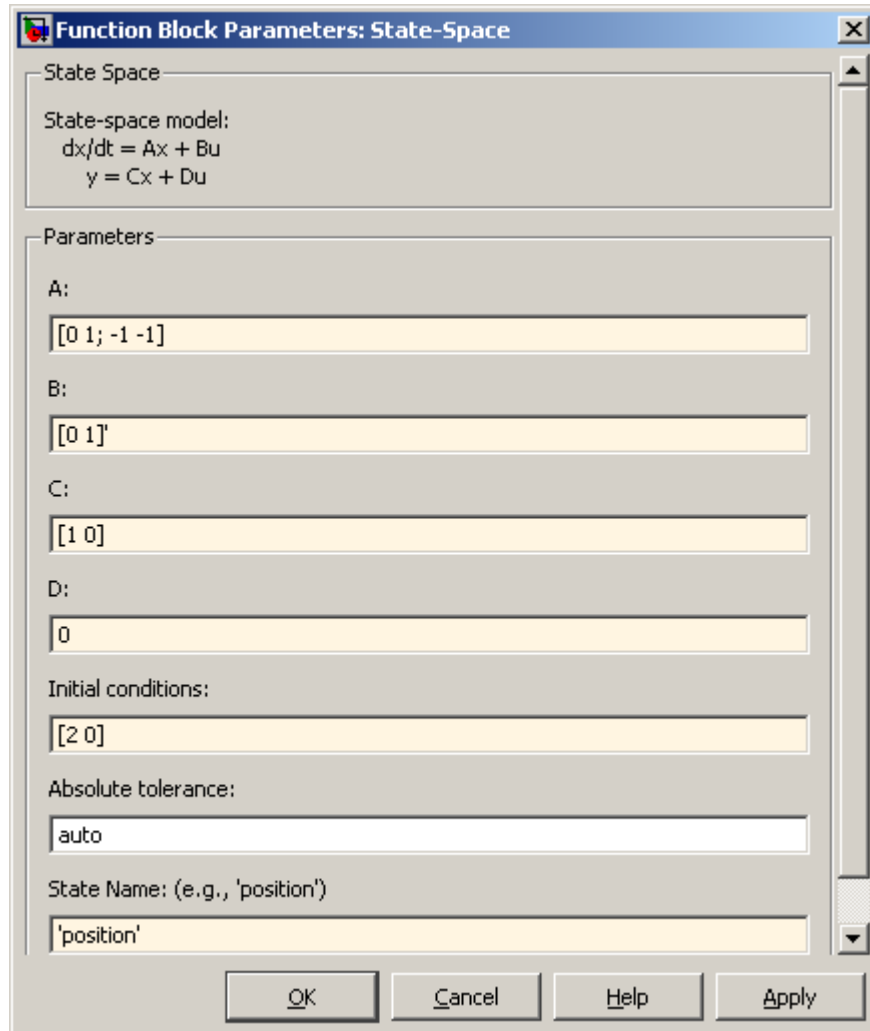 Function Block Parameters: State-Space
State Space
State-space model:
dx/dt = Ax + Bu
y = Cx + Du
Parameters
A:
[0 1; -1 -1]
B:
[0 1]'
C:
[1 0]
D:
0
Initial conditions:
[2 0]
Absolute tolerance:
auto
State Name: (e.g., 'position')
'position'
OK Cancel Help Apply